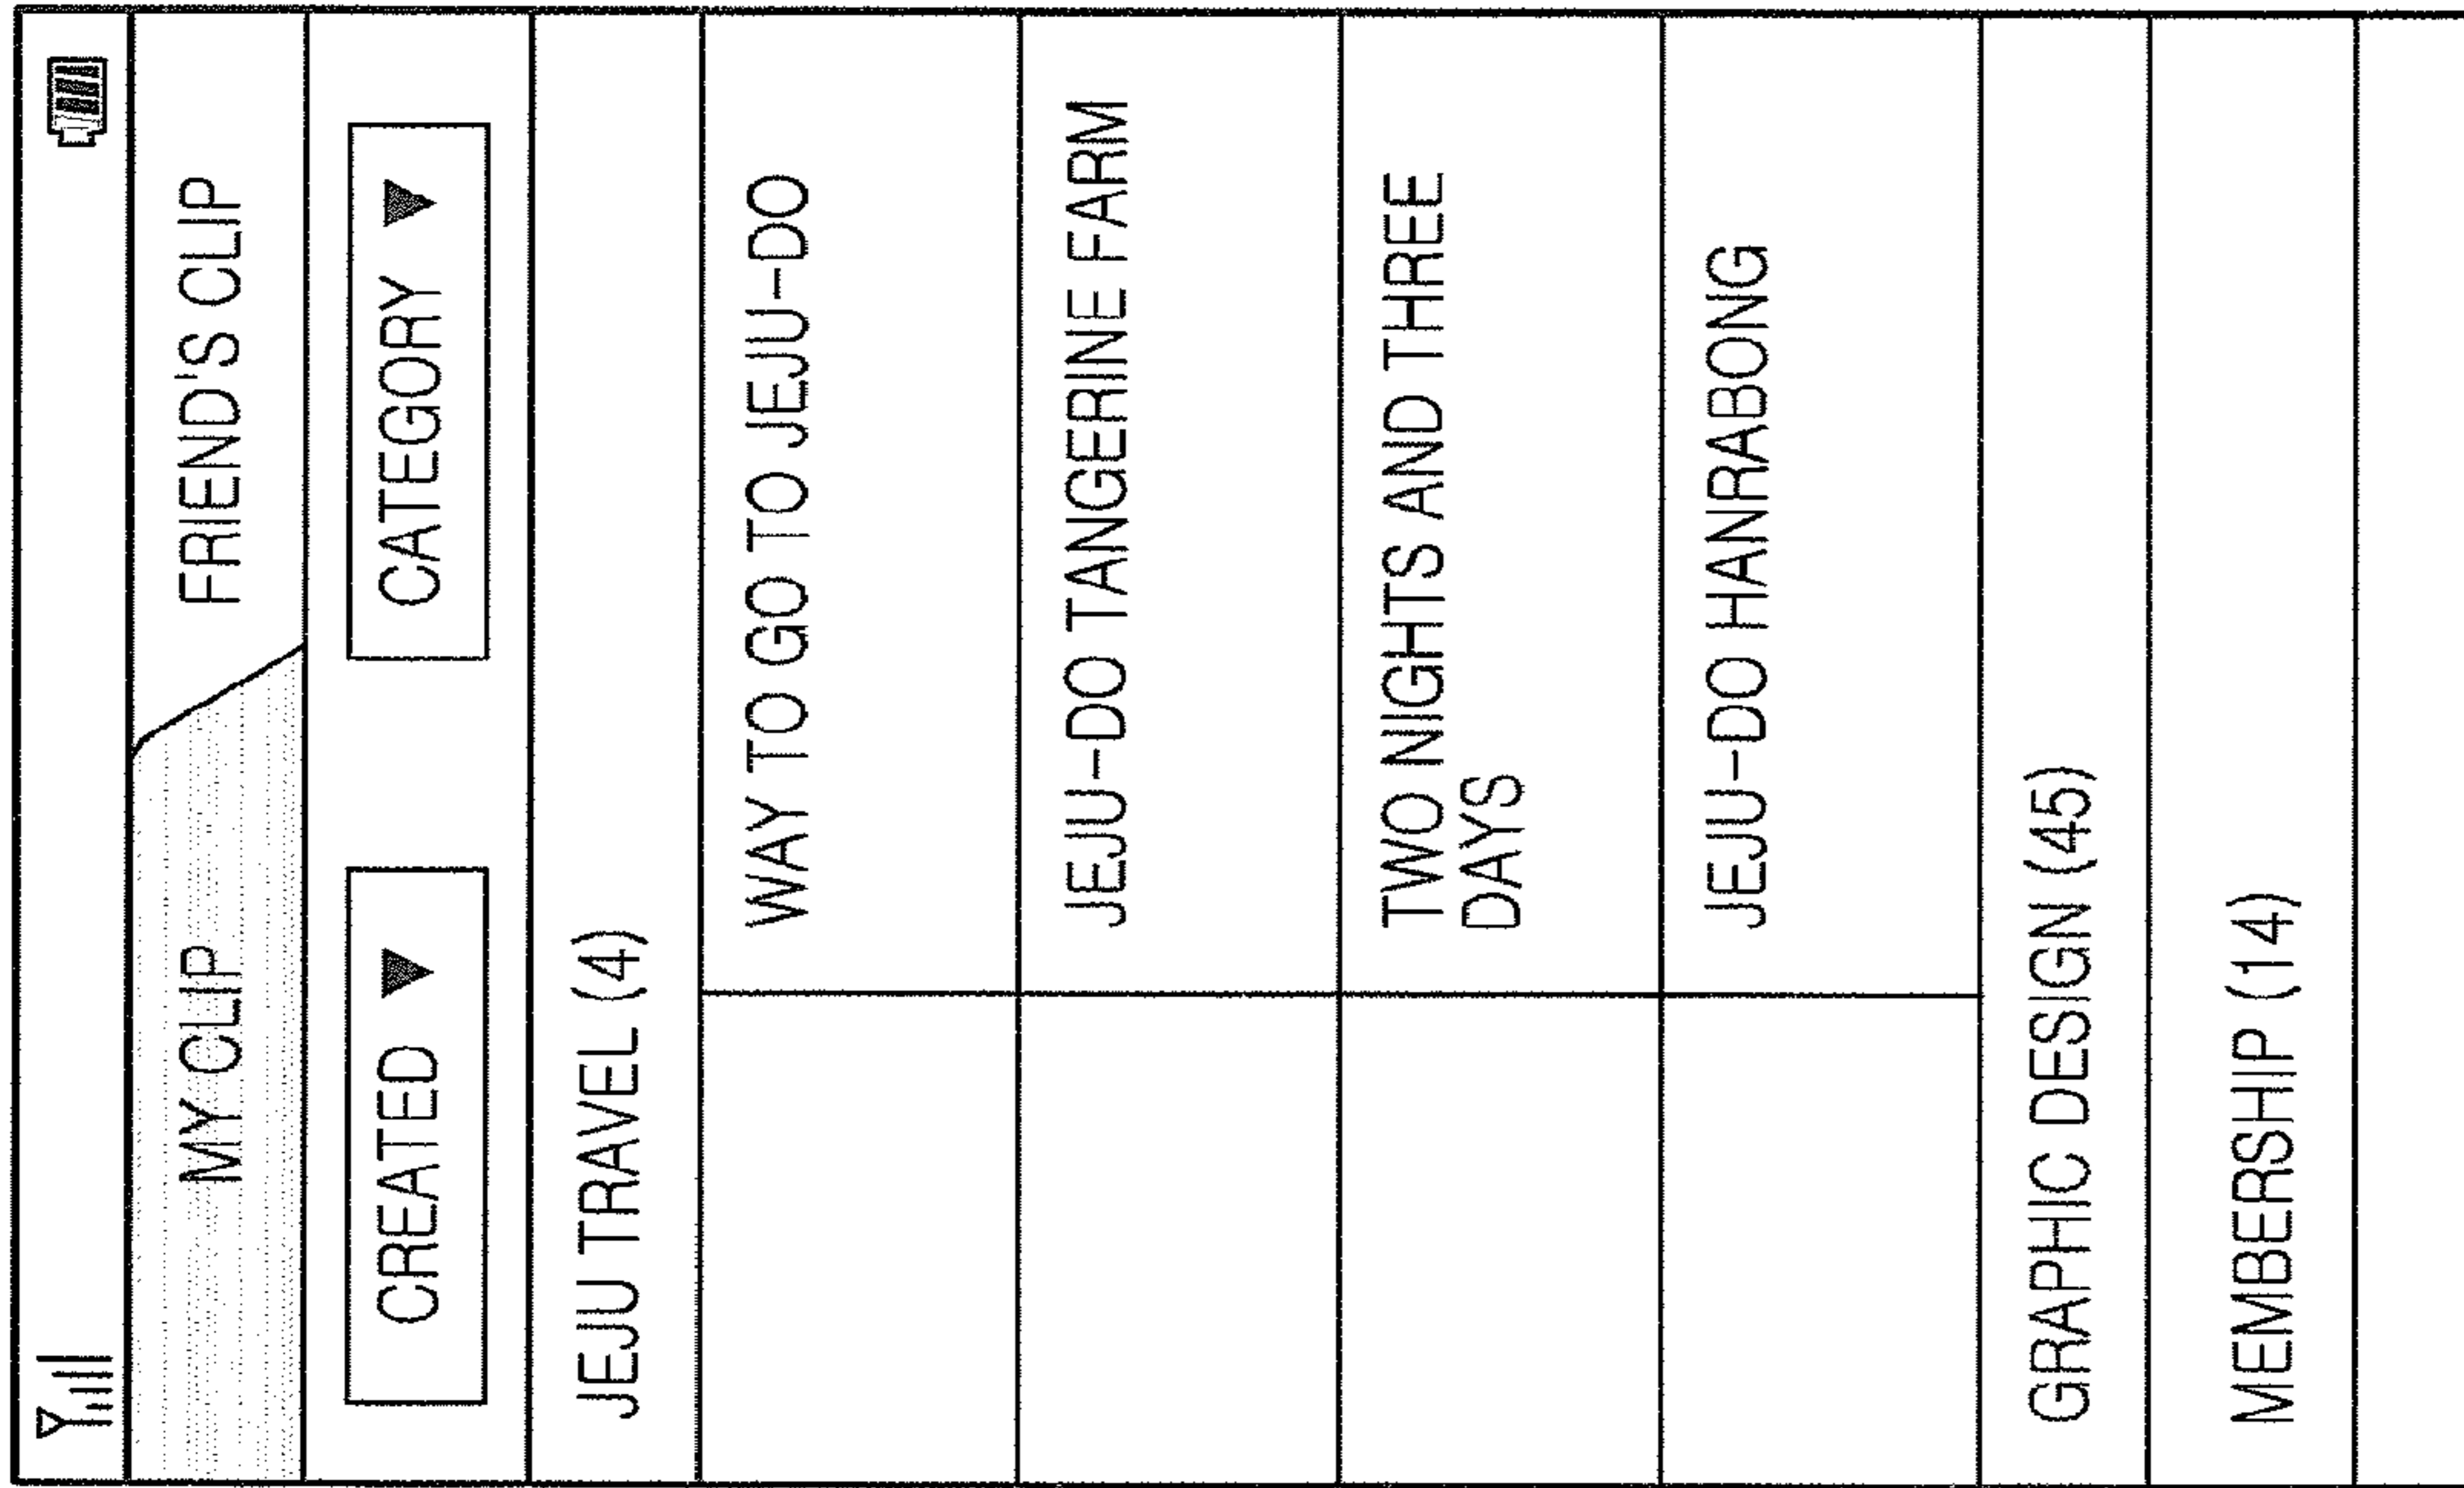 MY CLIP
FRIEND'S CLIP
CREATED ▼
CATEGORY ▼
JEJU TRAVEL (4)
WAY TO GO TO JEJU-DO
JEJU-DO TANGERINE FARM
TWO NIGHTS AND THREE
DAYS
JEJU-DO HANRABONG
GRAPHIC DESIGN (45)
MEMBERSHIP (14)